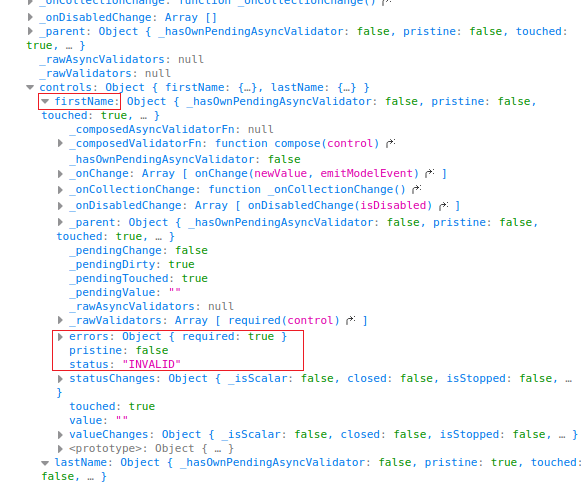 _onCollectionChange: function _onCollectionChange()
_onDisabledChange: Array []
_parent: Object { _hasOwnPendingAsyncValidator: false, pristine: false, touched:
true, … }
_rawAsyncValidators: null
_rawValidators: null
controls: Object { firstName: {…}, lastName: {…} }
firstName: Object { _hasOwnPendingAsyncValidator: false, pristine: false,
touched: true, … }
_composedAsyncValidatorFn: null
_composedValidatorFn: function compose(control)
_hasOwnPendingAsyncValidator: false
_onChange: Array [ onChange(newValue, emitModelEvent) ]
_onCollectionChange: function _onCollectionChange()
_onDisabledChange: Array [ onDisabledChange(isDisabled) ]
_parent: Object { _hasOwnPendingAsyncValidator: false, pristine: false,
touched: true, … }
_pendingChange: false
_pendingDirty: true
_pendingTouched: true
_pendingValue: ""
_rawAsyncValidators: null
_rawValidators: Array [ required(control) ]
errors: Object { required: true }
pristine: false
status: "INVALID"
statusChanges: Object { _isScalar: false, closed: false, isStopped: false, …
}
touched: true
value: ""
valueChanges: Object { _isScalar: false, closed: false, isStopped: false, … }
<prototype>: Object { … }
lastName: Object { _hasOwnPendingAsyncValidator: false, pristine: true, touched:
false, … }